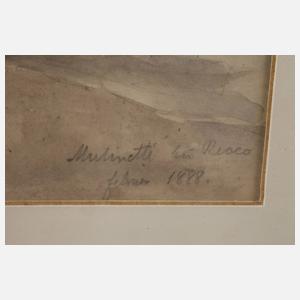 Mulinetti bei Recco
febr. 1888.